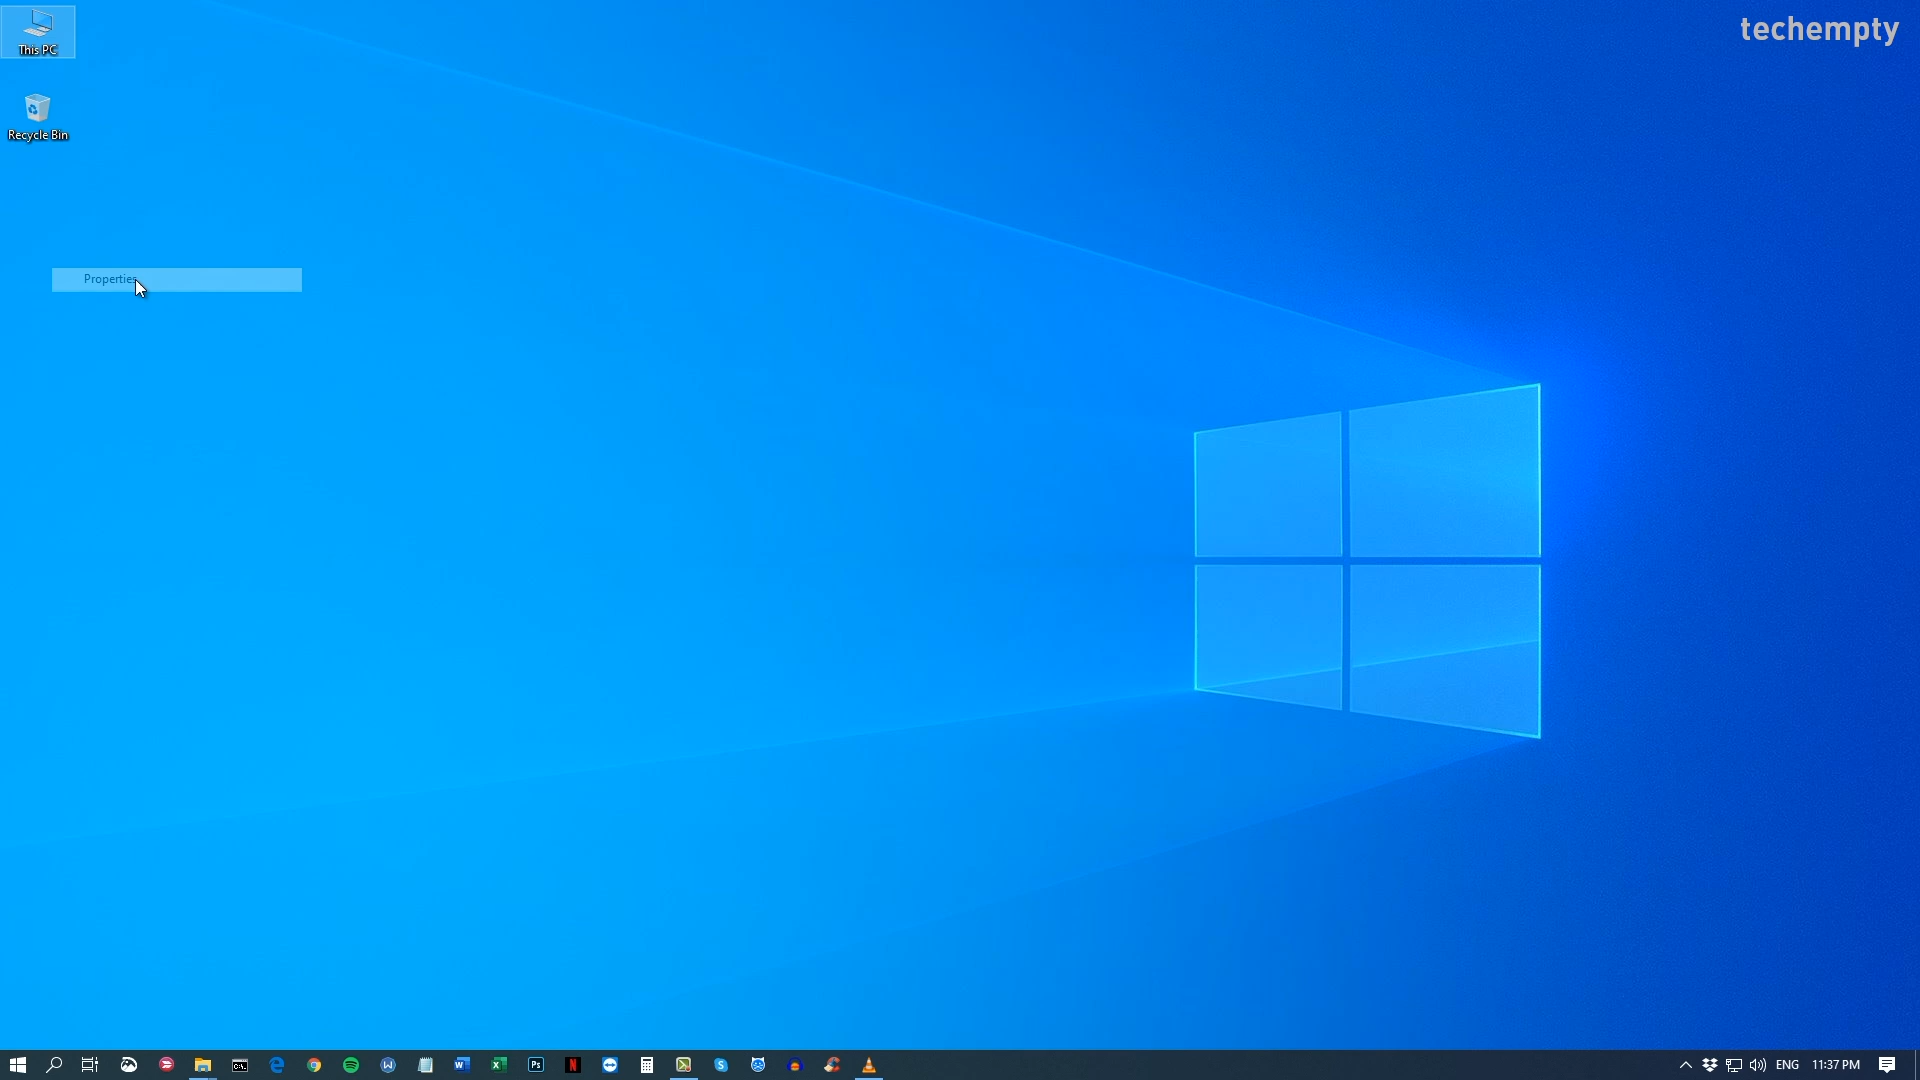 techempty
This PC
Recycle Bin
Properties
ENG
11:37 PM